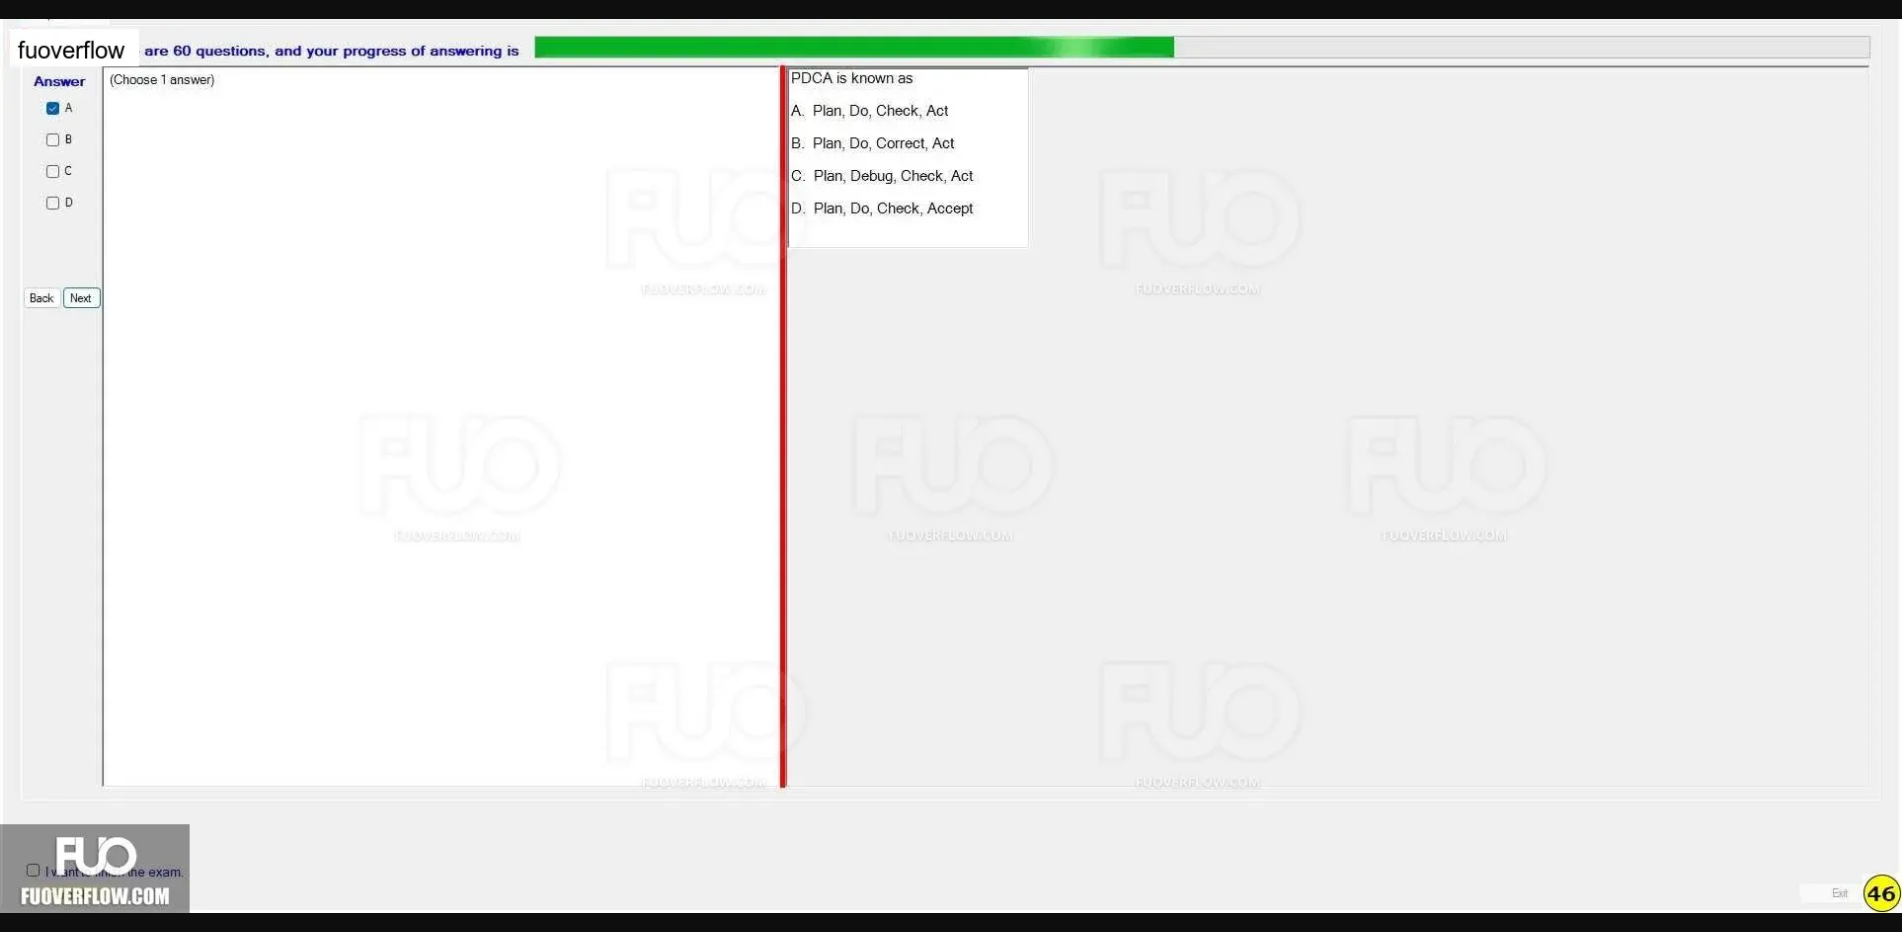 fuoverflow are 60 questions, and your progress of answering is
Answer
(Choose 1 answer)
A
B
C
D
Back Next
PDCA is known as
A. Plan, Do, Check, Act
B. Plan, Do, Correct, Act
C. Plan, Debug, Check, Act
D. Plan, Do, Check, Accept
FUO
FUOVERFLOW.COM
FUO
FUOVERFLOW.COM
FUO
FUOVERFLOW.COM
FUO
FUOVERFLOW.COM
FUO
FUOVERFLOW.COM
FUO
FUOVERFLOW.COM
FUO
FUOVERFLOW.COM
FUO
I want the exam.
FUOVERFLOW.COM
Exit
46